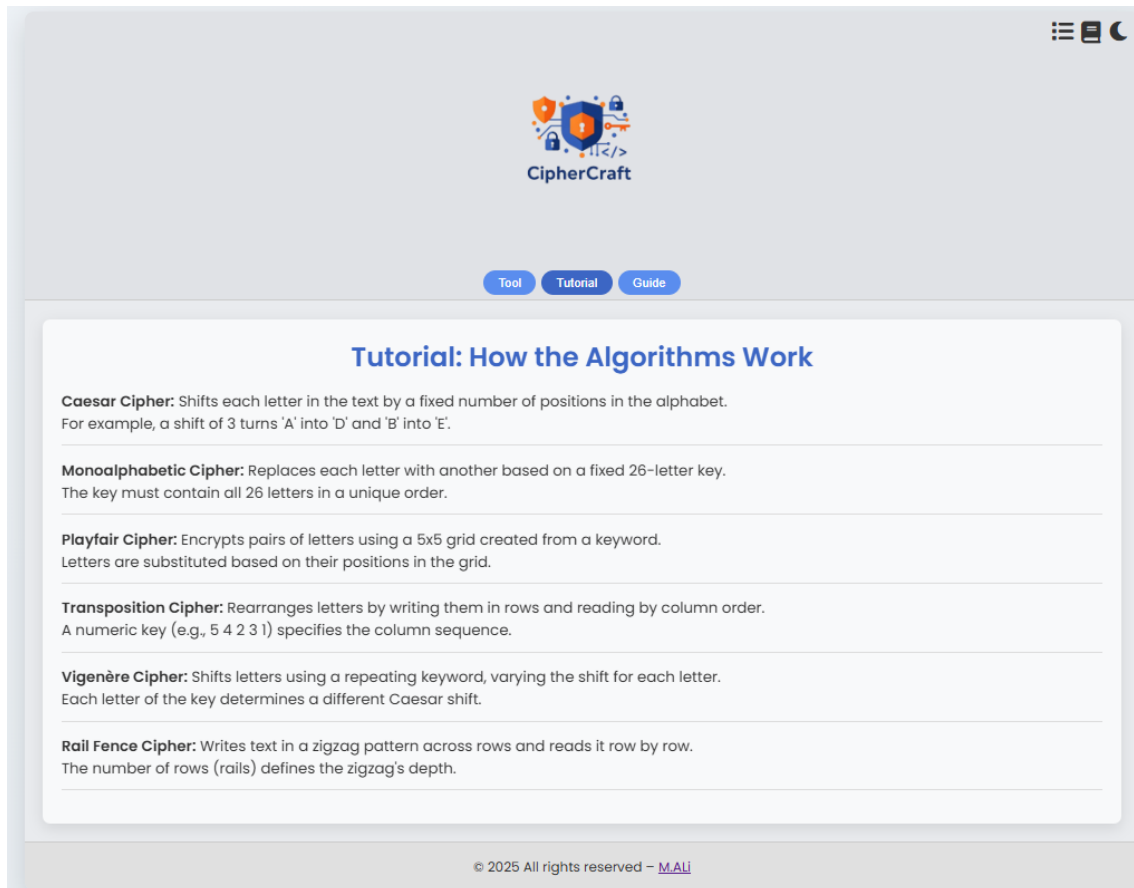 </>
CipherCraft
Tool Tutorial Guide
Tutorial: How the Algorithms Work
Caesar Cipher: Shifts each letter in the text by a fixed number of positions in the alphabet.
For example, a shift of 3 turns 'A' into 'D' and 'B' into 'E'.
Monoalphabetic Cipher: Replaces each letter with another based on a fixed 26-letter key.
The key must contain all 26 letters in a unique order.
Playfair Cipher: Encrypts pairs of letters using a 5x5 grid created from a keyword.
Letters are substituted based on their positions in the grid.
Transposition Cipher: Rearranges letters by writing them in rows and reading by column order.
A numeric key (e.g., 5 4 2 3 1) specifies the column sequence.
Vigenère Cipher: Shifts letters using a repeating keyword, varying the shift for each letter.
Each letter of the key determines a different Caesar shift.
Rail Fence Cipher: Writes text in a zigzag pattern across rows and reads it row by row.
The number of rows (rails) defines the zigzag's depth.
© 2025 All rights reserved – M.ALi